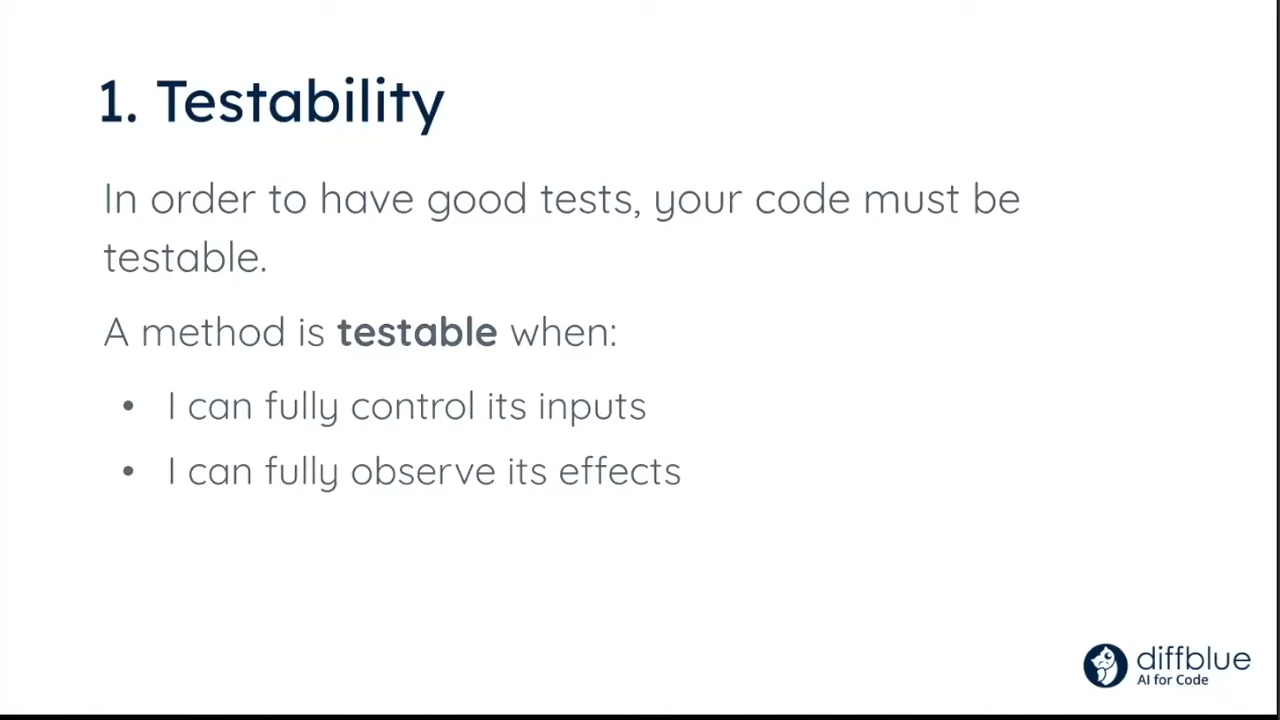 1. Testability
In order to have good tests, your code must be
testable.
A method is testable when:
• I can fully control its inputs
• I can fully observe its effects
diffblue
AI for Code